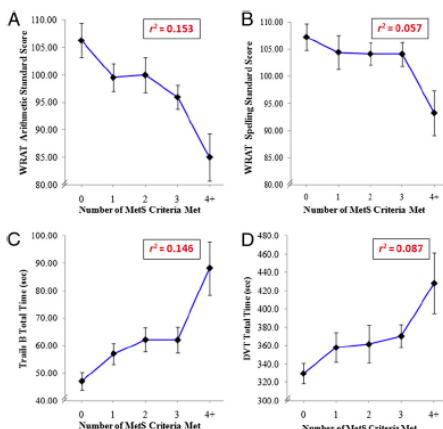 A
r² = 0.153
WRAT Arithmetic Standard Score
110.00
105.00
100.00
95.00
90.00
85.00
80.00
0 1 2 3 4+
Number of MetS Criteria Met
B
r² = 0.057
WRAT Spelling Standard Score
110.00
105.00
100.00
95.00
90.00
85.00
80.00
0 1 2 3 4+
Number of MetS Criteria Met
C
r² = 0.146
Trails B Total Time (sec)
100.00
90.00
80.00
70.00
60.00
50.00
40.00
0 1 2 3 4+
Number of MetS Criteria Met
D
r² = 0.087
DVT Total Time (sec)
480.0
460.0
440.0
420.0
400.0
380.0
360.0
340.0
320.0
300.0
0 1 2 3 4+
Number of MetS Criteria Met